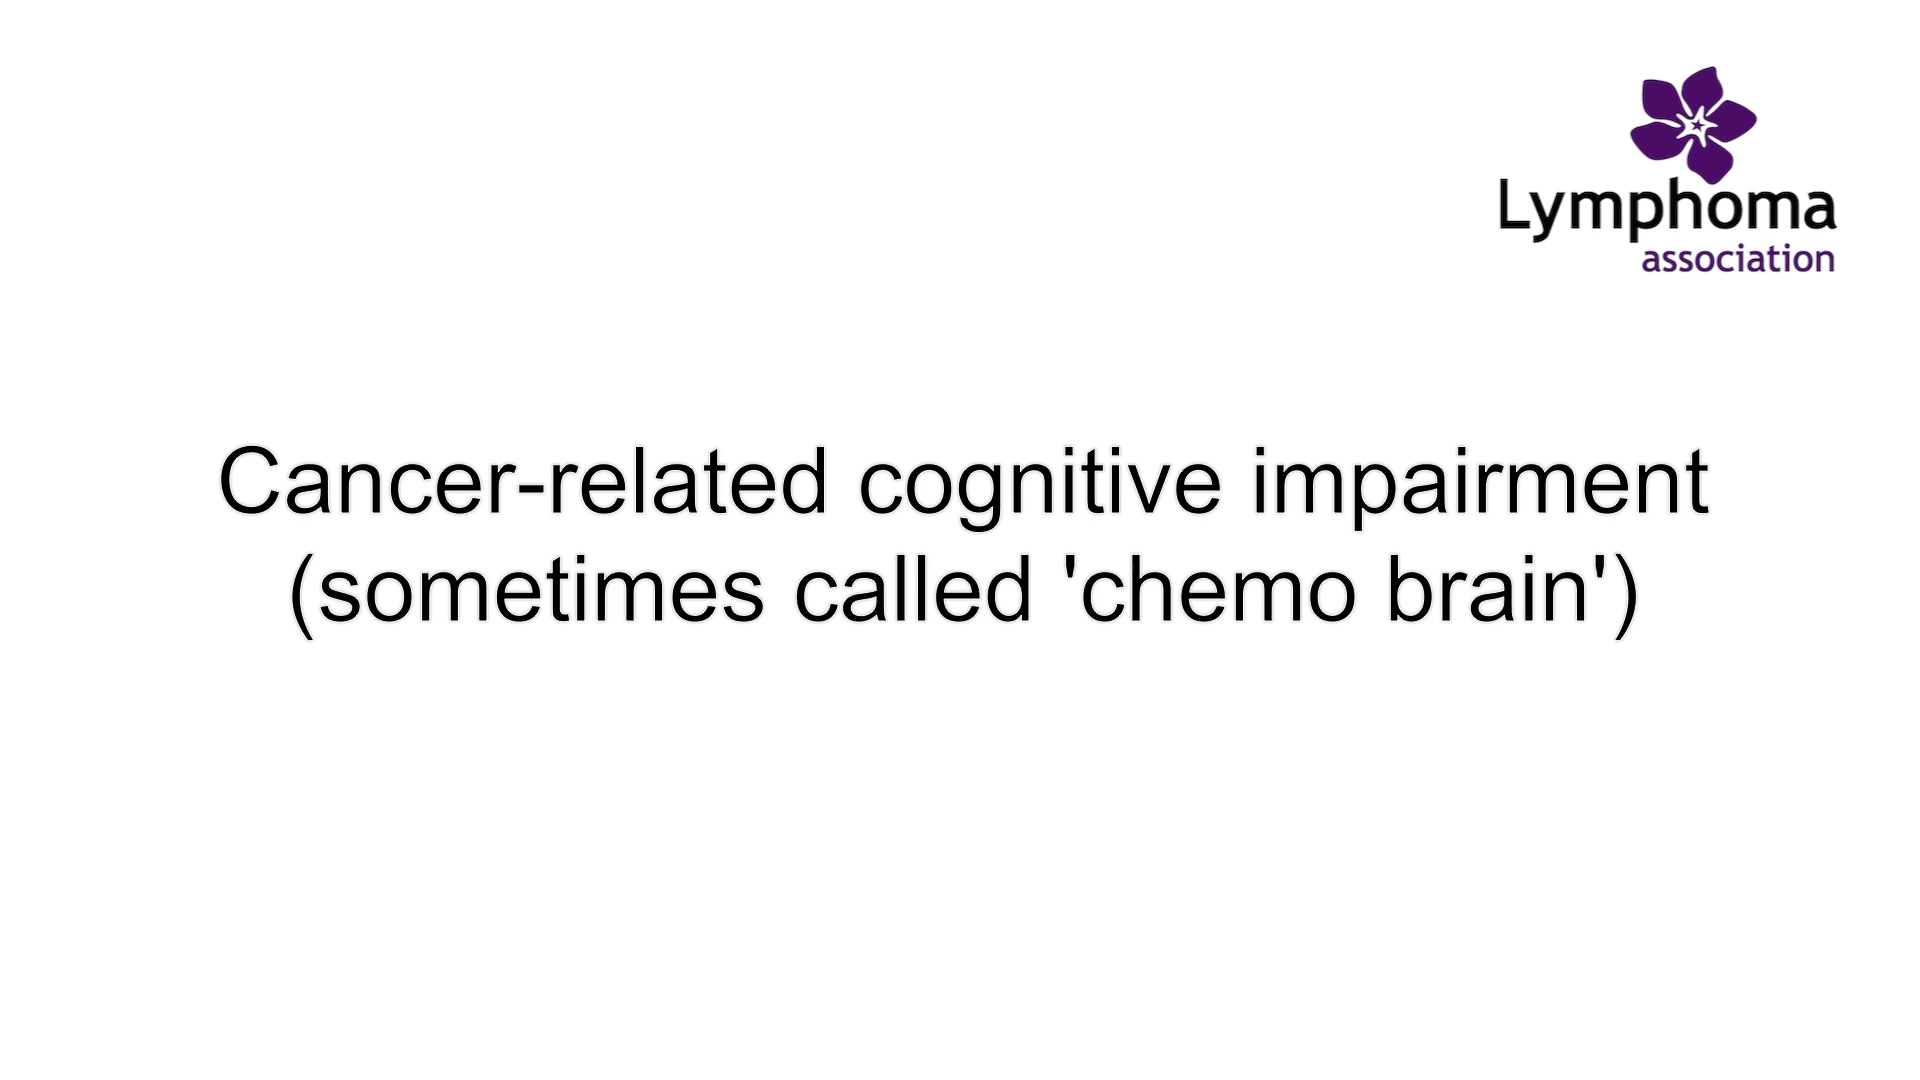 Lymphoma
association
Cancer-related cognitive impairment
(sometimes called 'chemo brain')